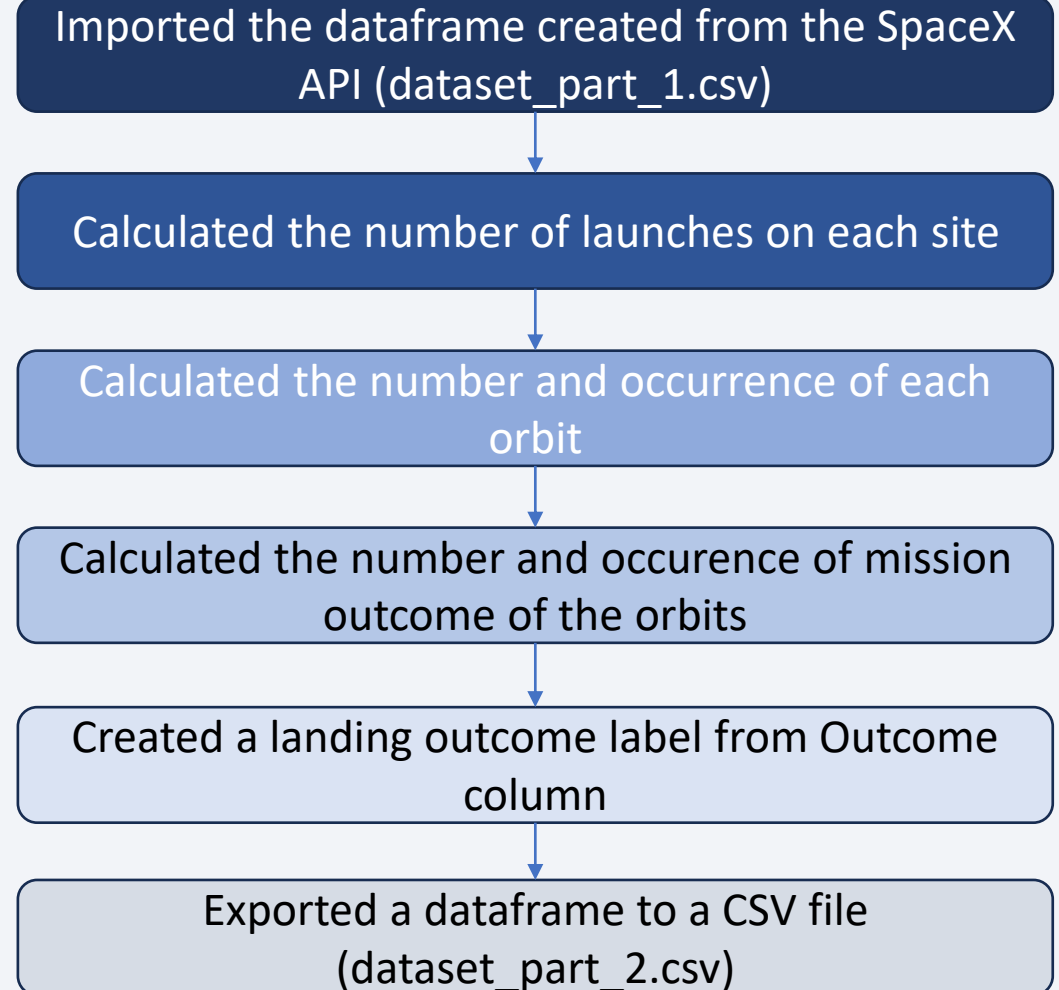 Imported the dataframe created from the SpaceX
API (dataset_part_1.csv)
Calculated the number of launches on each site
Calculated the number and occurrence of each
orbit
Calculated the number and occurence of mission
outcome of the orbits
Created a landing outcome label from Outcome
column
Exported a dataframe to a CSV file
(dataset_part_2.csv)